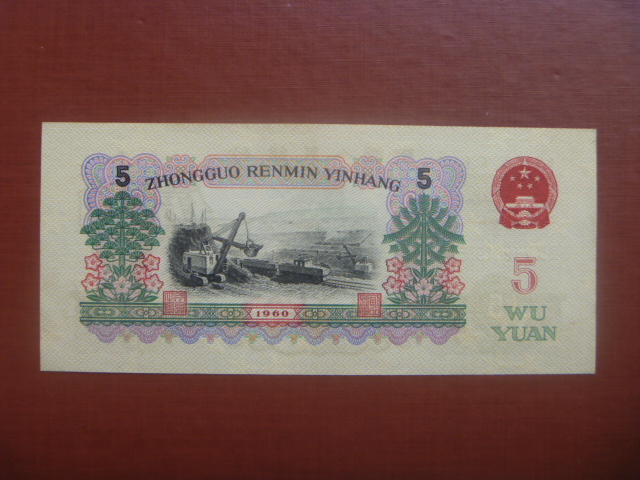 5 ZHONGGUO RENMIN YINHANG 5
5
WU
YUAN
1960